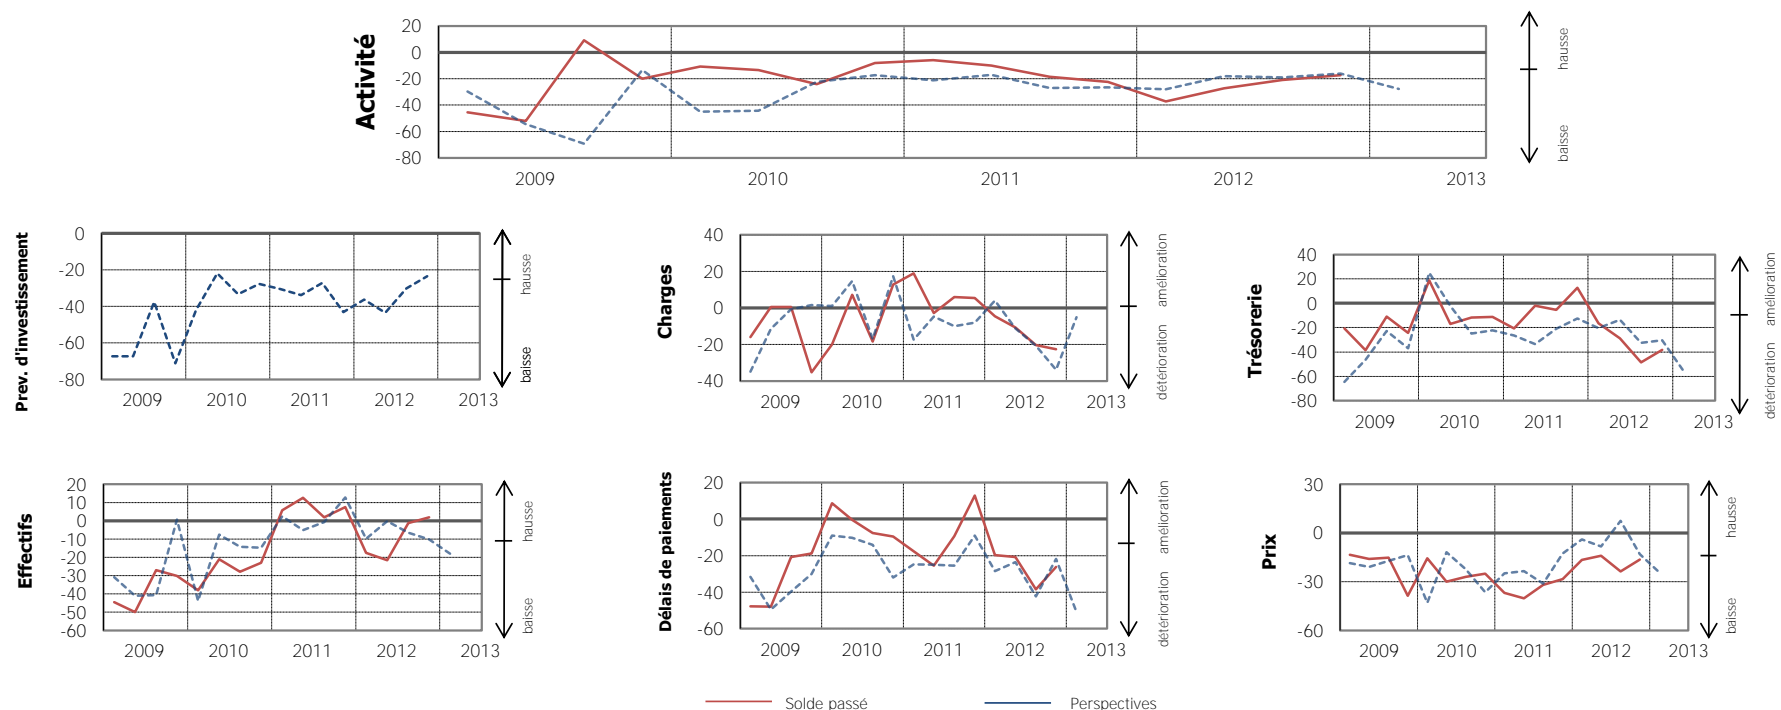 Activité
20
0
-20
-40
-60
-80
2009 2010 2011 2012 2013
hausse
baisse
Prev. d'investissement
0
-20
-40
-60
-80
2009 2010 2011 2012 2013
hausse
baisse
Charges
40
20
0
-20
-40
2009 2010 2011 2012 2013
amélioration
détérioration
Trésorerie
40
20
0
-20
-40
-60
-80
2009 2010 2011 2012 2013
amélioration
détérioration
Effectifs
20
10
0
-10
-20
-30
-40
-50
-60
2009 2010 2011 2012 2013
hausse
baisse
Délais de paiements
20
0
-20
-40
-60
2009 2010 2011 2012 2013
amélioration
détérioration
Prix
30
0
-30
-60
2009 2010 2011 2012 2013
hausse
baisse
Solde passé Perspectives